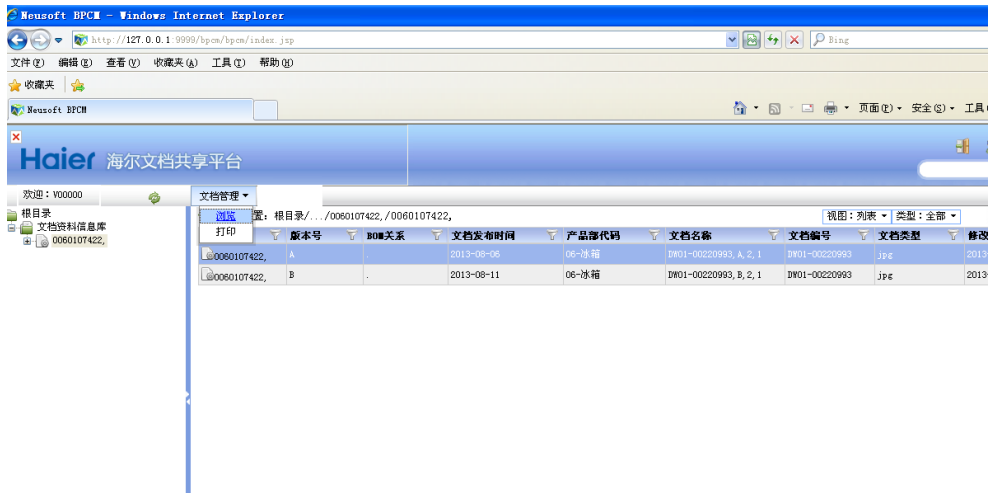 Neusoft BPCM - Windows Internet Explorer
http://127.0.0.1:9999/bpcm/bpcm/index.jsp
Bing
文件(F) 编辑(E) 查看(V) 收藏夹(A) 工具(T) 帮助(H)
收藏夹
Neusoft BPCM
页面(P) 安全(S) 工具
Haier 海尔文档共享平台
欢迎：V00000
文档管理
根目录
文档资料信息库
0060107422,
浏览
打印
置：根目录/.../0060107422,/0060107422,
视图：列表 类型：全部
版本号 BOM关系 文档发布时间 产品部代码 文档名称 文档编号 文档类型 修改
0060107422, A . 2013-08-06 06-冰箱 DW01-00220993,A,2,1 DW01-00220993 jpg 2013-
0060107422, B . 2013-08-11 06-冰箱 DW01-00220993,B,2,1 DW01-00220993 jpg 2013-